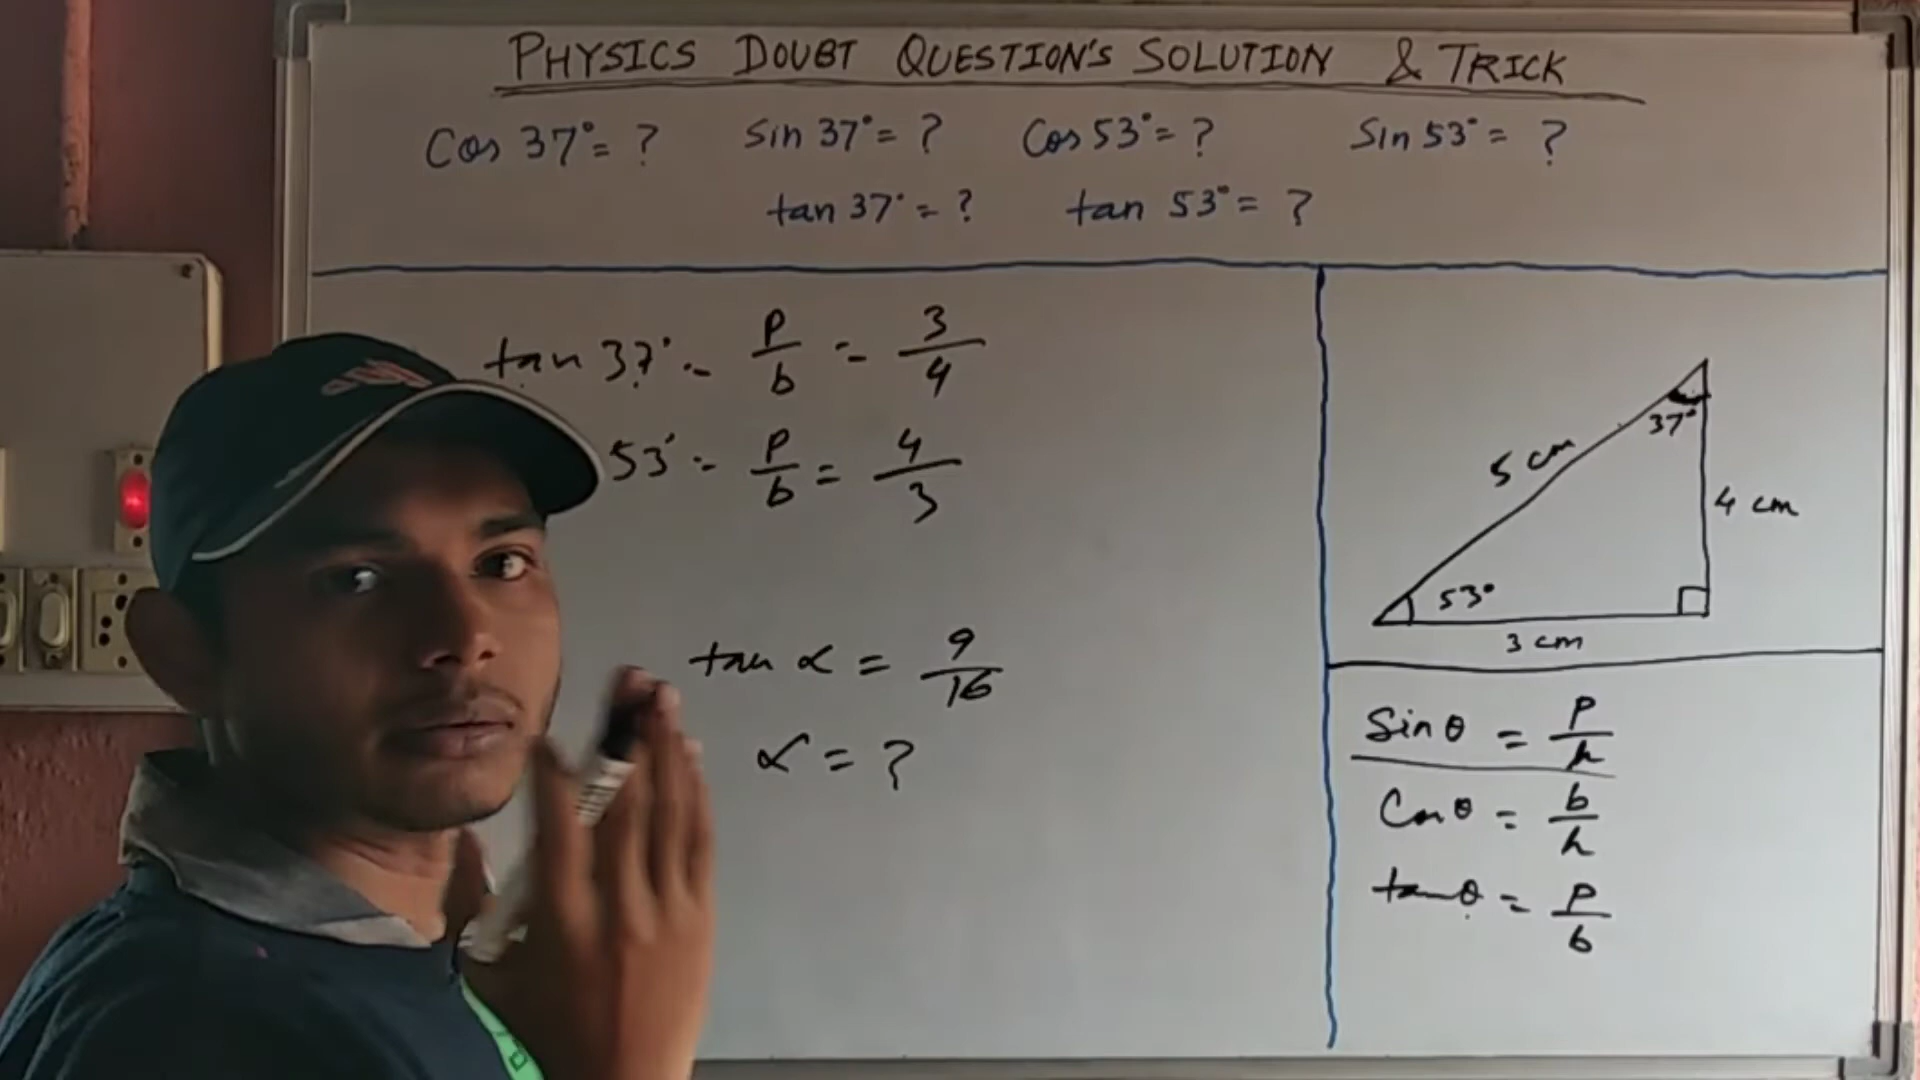 PHYSICS DOUBT QUESTION'S SOLUTION & TRICK
Cos 37° = ? Sin 37° = ? Cos 53° = ? Sin 53° = ?
tan 37° = ? tan 53° = ?
tan 37° = p/b = 3/4
53° = p/b = 4/3
tan α = 9/16
α = ?
37°
5 cm
4 cm
53°
3 cm
Sin θ = p/h
Cos θ = b/h
tan θ = p/b